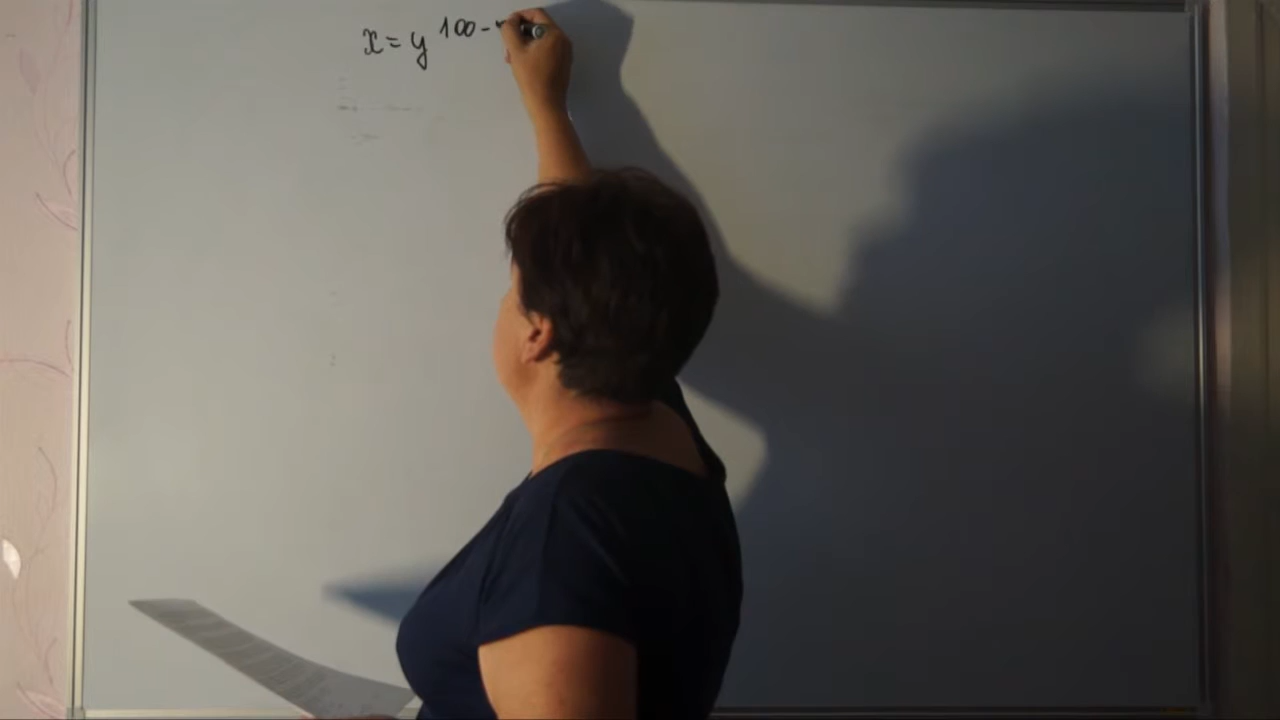 x = y^100-